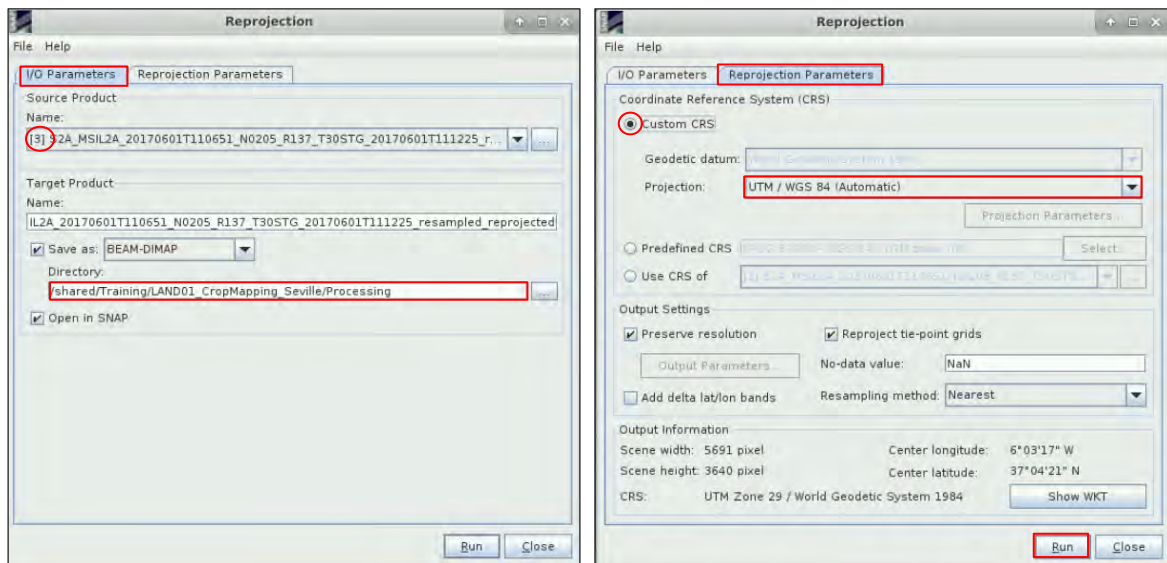 Reprojection
File Help
I/O Parameters Reprojection Parameters
Source Product
Name:
[3] S2A_MSIL2A_20170601T110651_N0205_R137_T30STG_20170601T111225_r... ...
Target Product
Name:
IL2A_20170601T110651_N0205_R137_T30STG_20170601T111225_resampled_reprojected
Save as: BEAM-DIMAP
Directory:
/shared/Training/LAND01_CropMapping_Seville/Processing ...
Open in SNAP
Run Close
Reprojection
File Help
I/O Parameters Reprojection Parameters
Coordinate Reference System (CRS)
Custom CRS
Geodetic datum: World Geodetic System 1984
Projection: UTM / WGS 84 (Automatic)
Projection Parameters...
Predefined CRS Select...
Use CRS of ...
Output Settings
Preserve resolution Reproject tie-point grids
Output Parameters... No-data value: NaN
Add delta lat/lon bands Resampling method: Nearest
Output Information
Scene width: 5691 pixel Center longitude: 6°03'17" W
Scene height: 3640 pixel Center latitude: 37°04'21" N
CRS: UTM Zone 29 / World Geodetic System 1984 Show WKT
Run Close